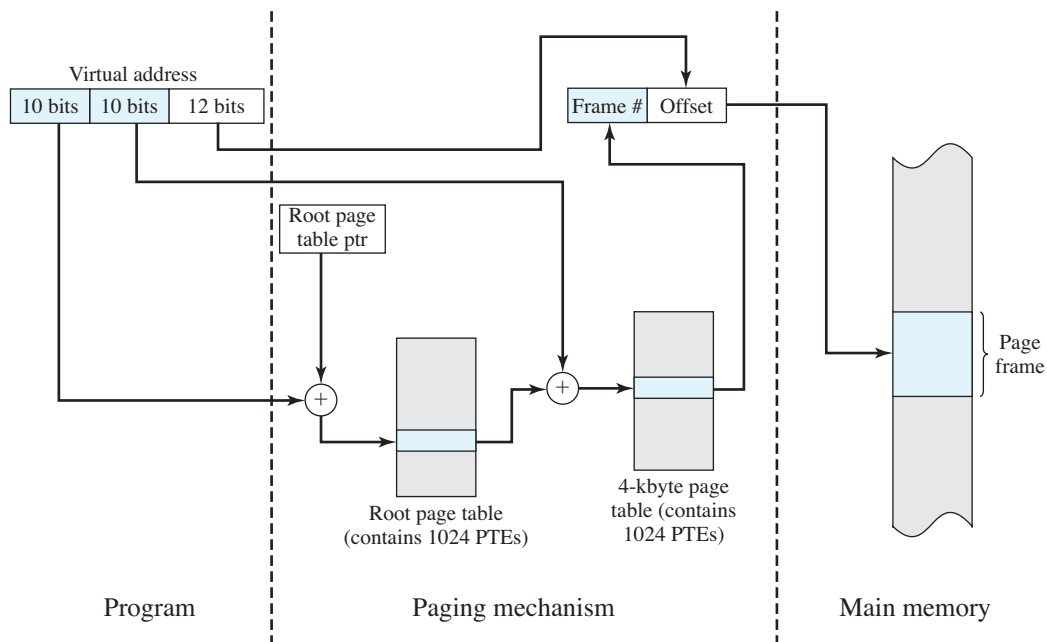 Virtual address
10 bits
10 bits
12 bits
Frame #
Offset
Root page
table ptr
+
+
Page
frame
Root page table
(contains 1024 PTEs)
4-kbyte page
table (contains
1024 PTEs)
Program
Paging mechanism
Main memory